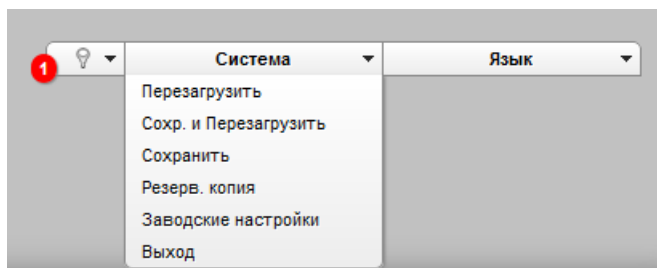 1 Система Язык
Перезагрузить
Сохр. и Перезагрузить
Сохранить
Резерв. копия
Заводские настройки
Выход